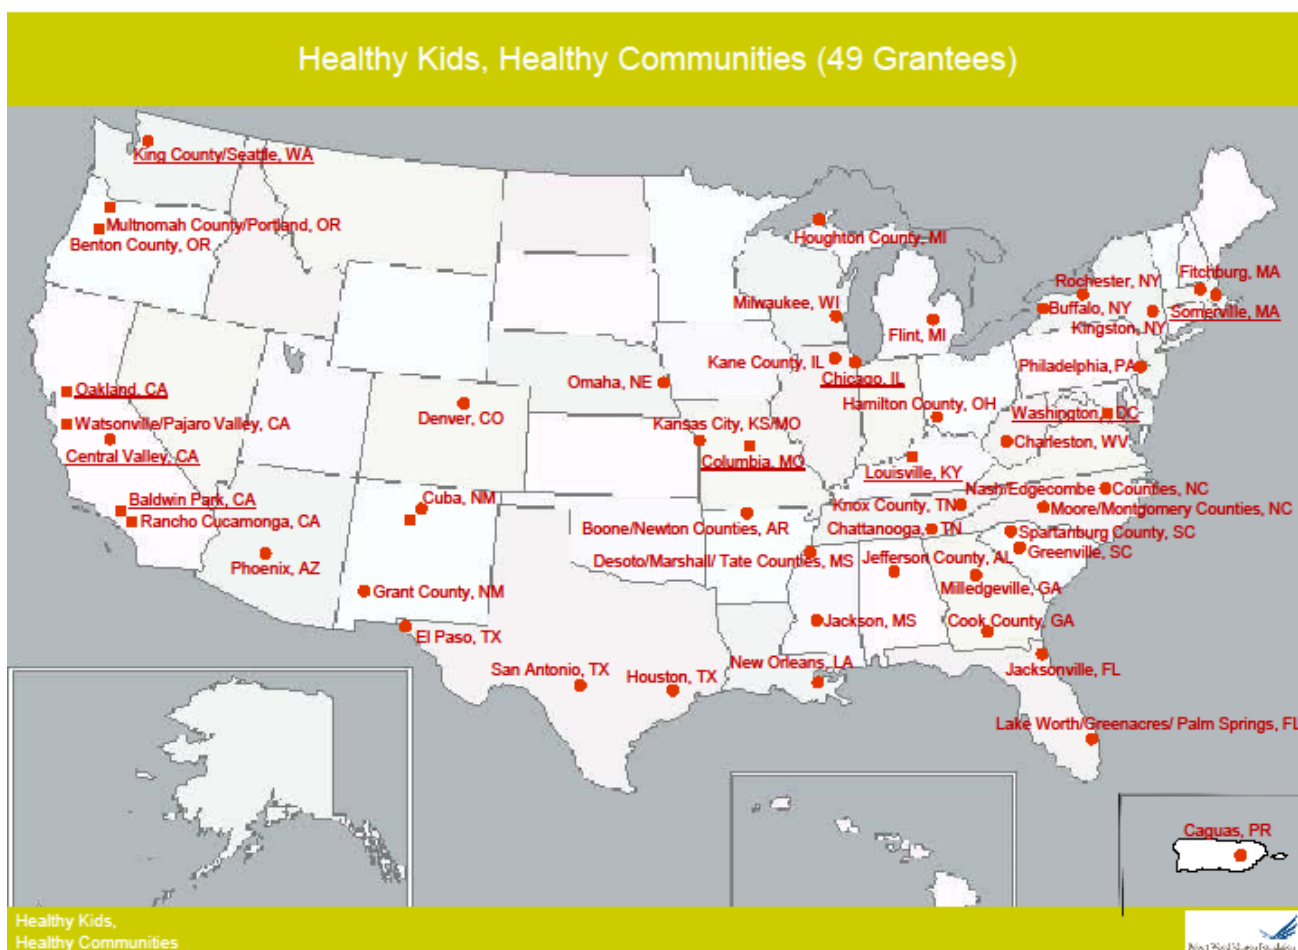 Healthy Kids, Healthy Communities (49 Grantees)
King County/Seattle, WA
Multnomah County/Portland, OR
Benton County, OR
Houghton County, MI
Fitchburg, MA
Rochester, NY
Milwaukee, WI
Buffalo, NY
Somerville, MA
Flint, MI
Kingston, NY
Kane County, IL
Philadelphia, PA
Chicago, IL
Omaha, NE
Oakland, CA
Hamilton County, OH
Washington, DC
Denver, CO
Watsonville/Pajaro Valley, CA
Kansas City, KS/MO
Charleston, WV
Central Valley, CA
Columbia, MO
Louisville, KY
Nash/Edgecombe Counties, NC
Baldwin Park, CA
Cuba, NM
Knox County, TN
Moore/Montgomery Counties, NC
Rancho Cucamonga, CA
Boone/Newton Counties, AR
Chattanooga, TN
Spartanburg County, SC
Greenville, SC
Desoto/Marshall/ Tate Counties, MS
Jefferson County, AL
Phoenix, AZ
Milledgeville, GA
Grant County, NM
Jackson, MS
Cook County, GA
El Paso, TX
New Orleans, LA
Jacksonville, FL
San Antonio, TX
Houston, TX
Lake Worth/Greenacres/ Palm Springs, FL
Caguas, PR
Healthy Kids,
Healthy Communities